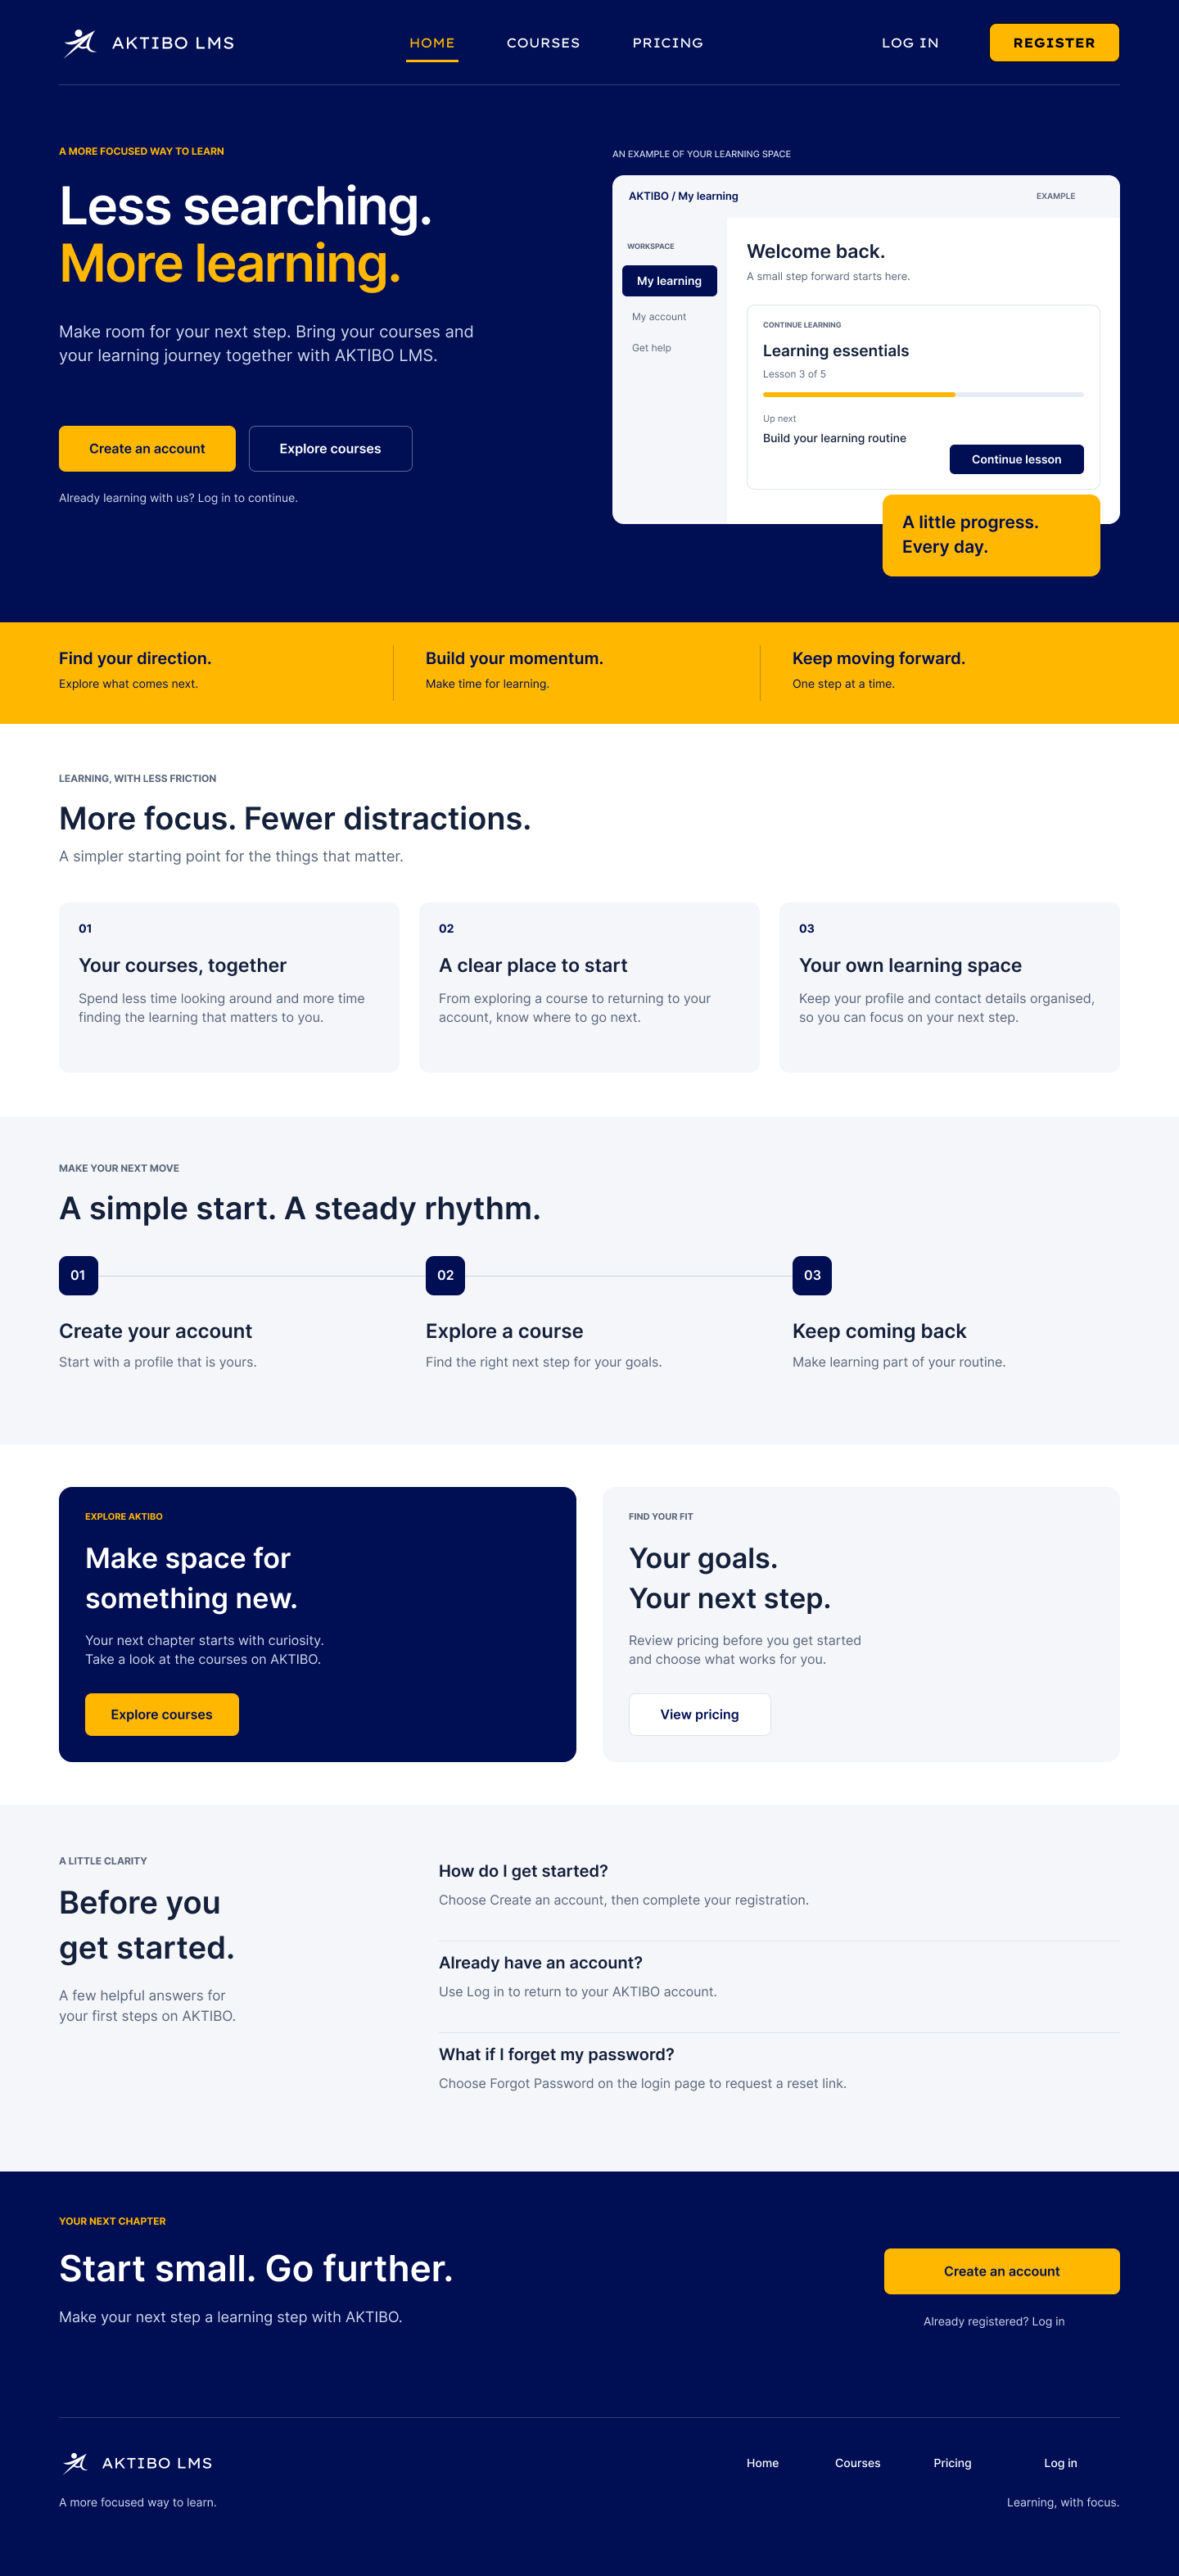 AKTIBO LMS
HOME
COURSES
PRICING
LOG IN
REGISTER
A MORE FOCUSED WAY TO LEARN
Less searching.
More learning.
Make room for your next step. Bring your courses and
your learning journey together with AKTIBO LMS.
Create an account
Explore courses
Already learning with us? Log in to continue.
AN EXAMPLE OF YOUR LEARNING SPACE
AKTIBO / My learning
EXAMPLE
WORKSPACE
My learning
My account
Get help
Welcome back.
A small step forward starts here.
CONTINUE LEARNING
Learning essentials
Lesson 3 of 5
Up next
Build your learning routine
Continue lesson
A little progress.
Every day.
Find your direction.
Explore what comes next.
Build your momentum.
Make time for learning.
Keep moving forward.
One step at a time.
LEARNING, WITH LESS FRICTION
More focus. Fewer distractions.
A simpler starting point for the things that matter.
01
Your courses, together
Spend less time looking around and more time
finding the learning that matters to you.
02
A clear place to start
From exploring a course to returning to your
account, know where to go next.
03
Your own learning space
Keep your profile and contact details organised,
so you can focus on your next step.
MAKE YOUR NEXT MOVE
A simple start. A steady rhythm.
01
Create your account
Start with a profile that is yours.
02
Explore a course
Find the right next step for your goals.
03
Keep coming back
Make learning part of your routine.
EXPLORE AKTIBO
Make space for
something new.
Your next chapter starts with curiosity.
Take a look at the courses on AKTIBO.
Explore courses
FIND YOUR FIT
Your goals.
Your next step.
Review pricing before you get started
and choose what works for you.
View pricing
A LITTLE CLARITY
Before you
get started.
A few helpful answers for
your first steps on AKTIBO.
How do I get started?
Choose Create an account, then complete your registration.
Already have an account?
Use Log in to return to your AKTIBO account.
What if I forget my password?
Choose Forgot Password on the login page to request a reset link.
YOUR NEXT CHAPTER
Start small. Go further.
Make your next step a learning step with AKTIBO.
Create an account
Already registered? Log in
AKTIBO LMS
Home
Courses
Pricing
Log in
A more focused way to learn.
Learning, with focus.